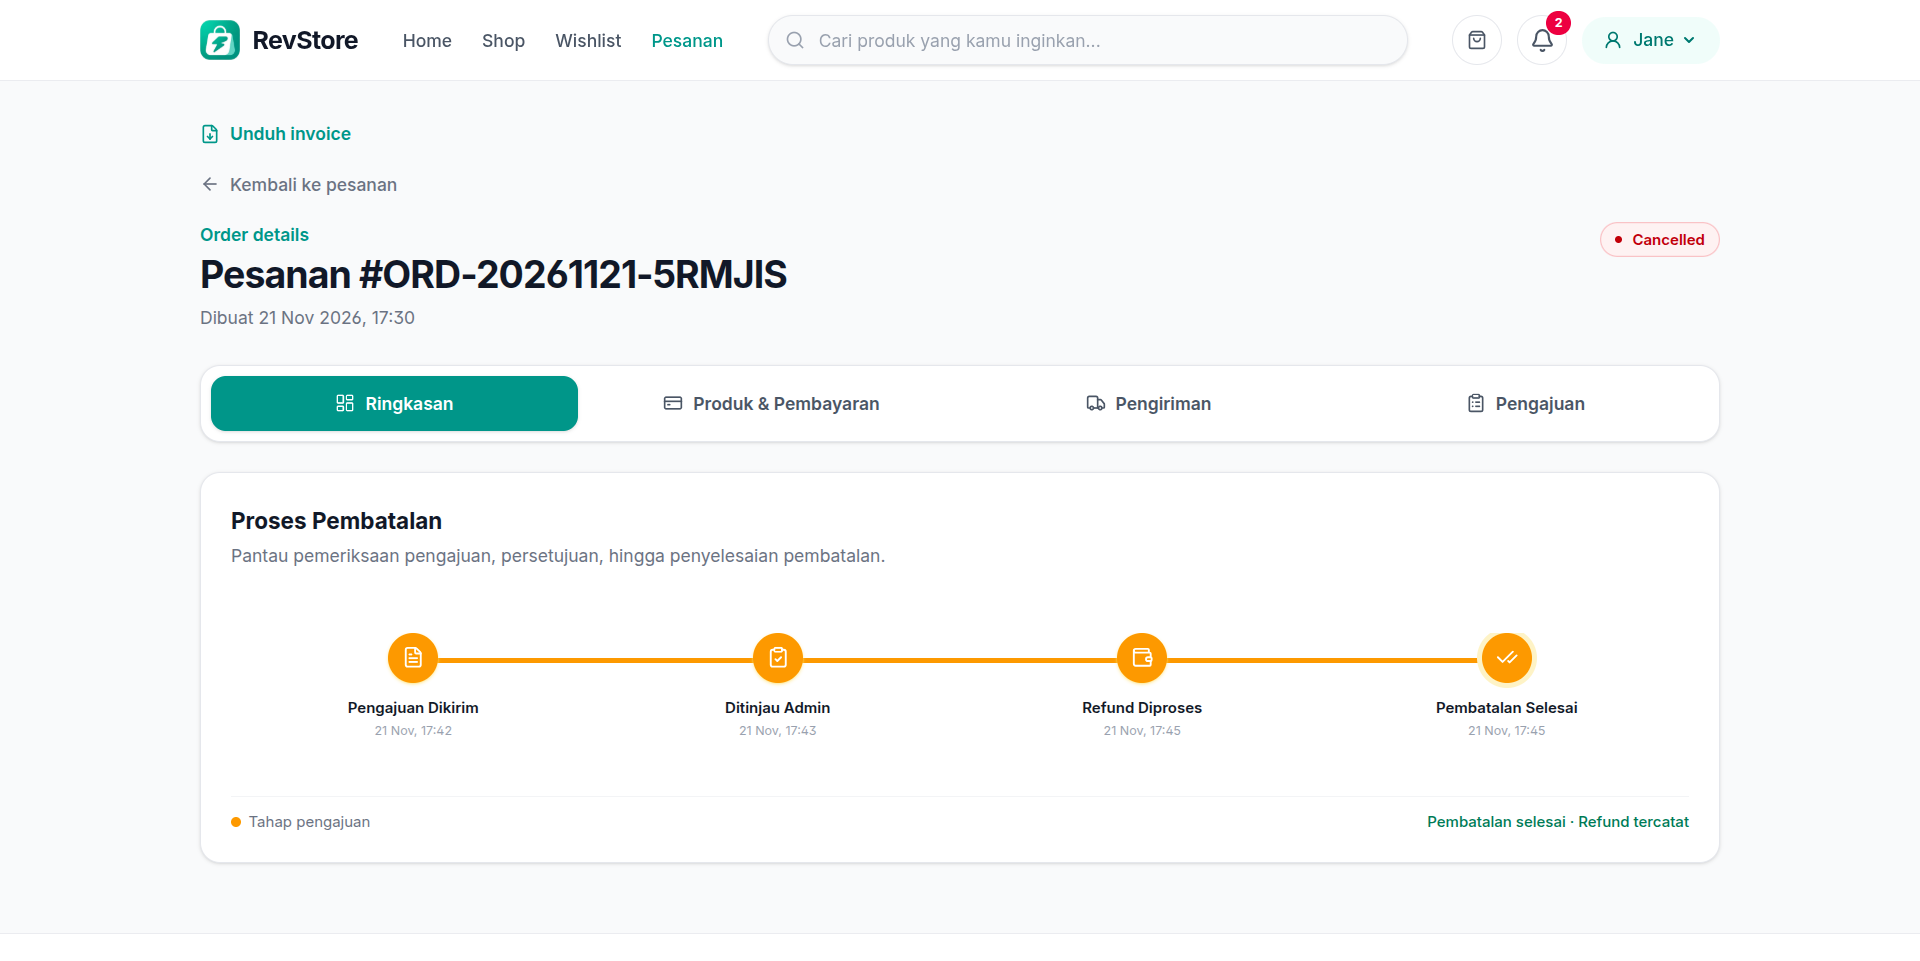 RevStore
Home Shop Wishlist Pesanan
Cari produk yang kamu inginkan...
2
Jane
Unduh invoice
Kembali ke pesanan
Order details
Cancelled
Pesanan #ORD-20261121-5RMJIS
Dibuat 21 Nov 2026, 17:30
Ringkasan Produk & Pembayaran Pengiriman Pengajuan
Proses Pembatalan
Pantau pemeriksaan pengajuan, persetujuan, hingga penyelesaian pembatalan.
Pengajuan Dikirim Ditinjau Admin Refund Diproses Pembatalan Selesai
21 Nov, 17:42 21 Nov, 17:43 21 Nov, 17:45 21 Nov, 17:45
Tahap pengajuan Pembatalan selesai · Refund tercatat